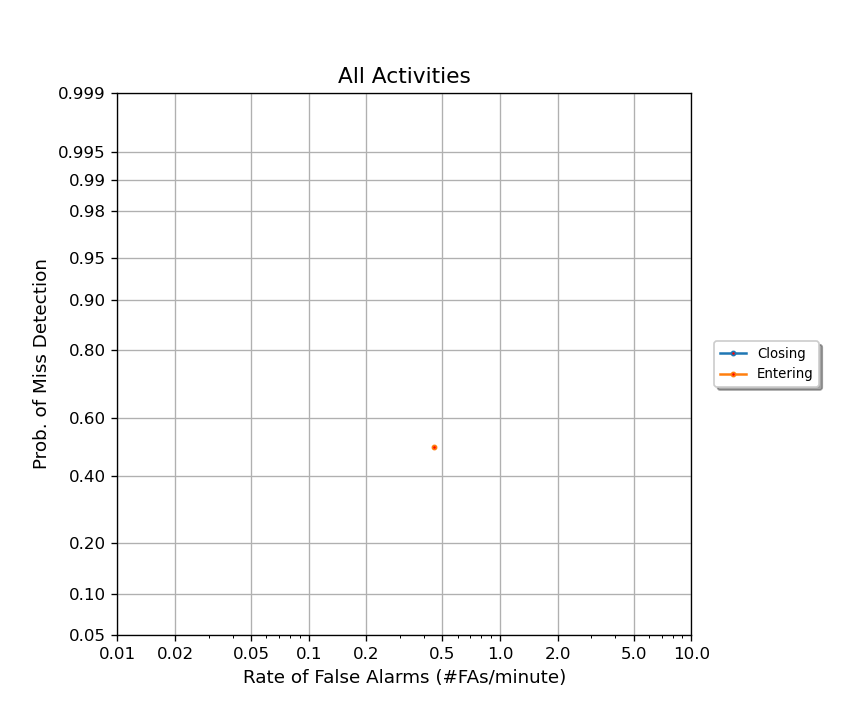 All Activities
0.999
0.995
0.99
0.98
0.95
0.90
0.80
0.60
0.40
0.20
0.10
0.05
Prob. of Miss Detection
0.01 0.02 0.05 0.1 0.2 0.5 1.0 2.0 5.0 10.0
Rate of False Alarms (#FAs/minute)
Closing
Entering